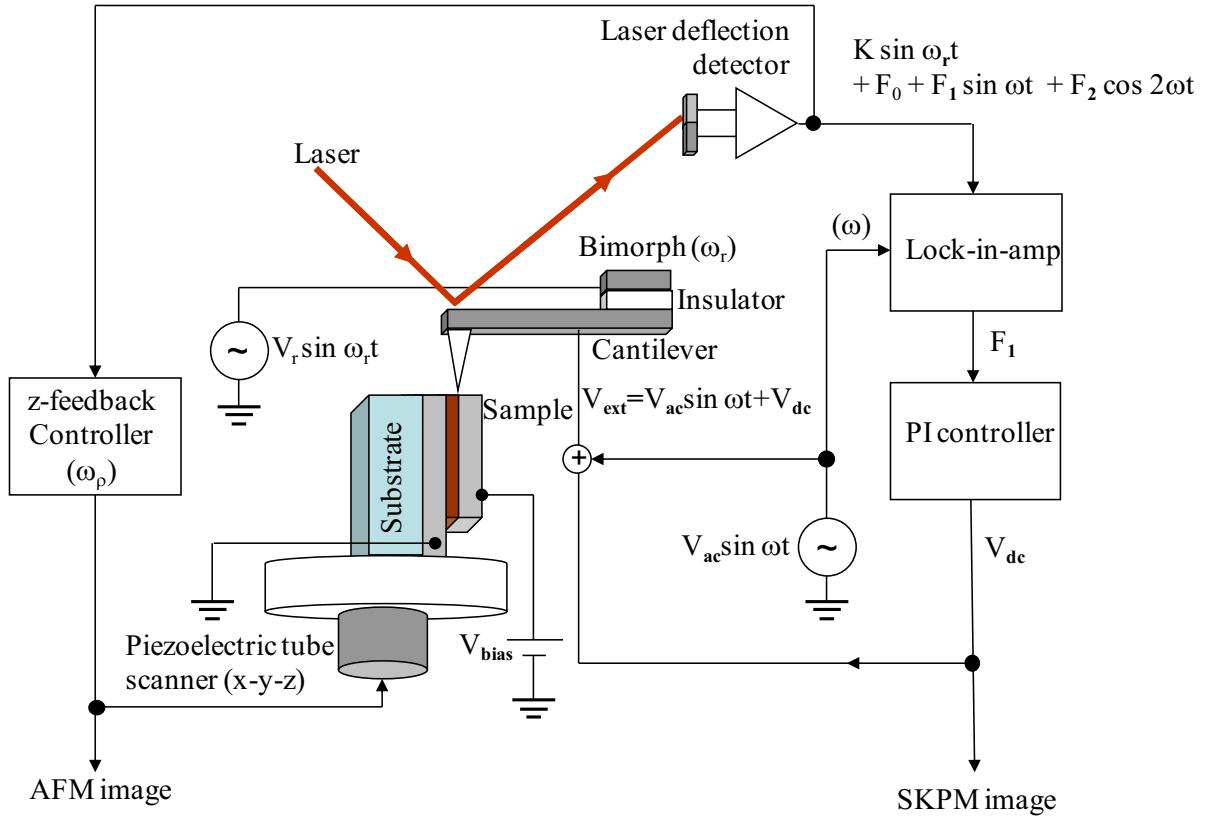 Laser deflection
detector
K sin ωrt
+ F0 + F1 sin ωt + F2 cos 2ωt
Laser
(ω)
Lock-in-amp
Bimorph (ωr)
Insulator
Vr sin ωrt
~
Cantilever
F1
z-feedback
Controller
(ωρ)
Sample
Vext=Vac sin ωt+Vdc
PI controller
+
Substrate
Vac sin ωt
~
Vdc
Piezoelectric tube
scanner (x-y-z)
Vbias
AFM image
SKPM image